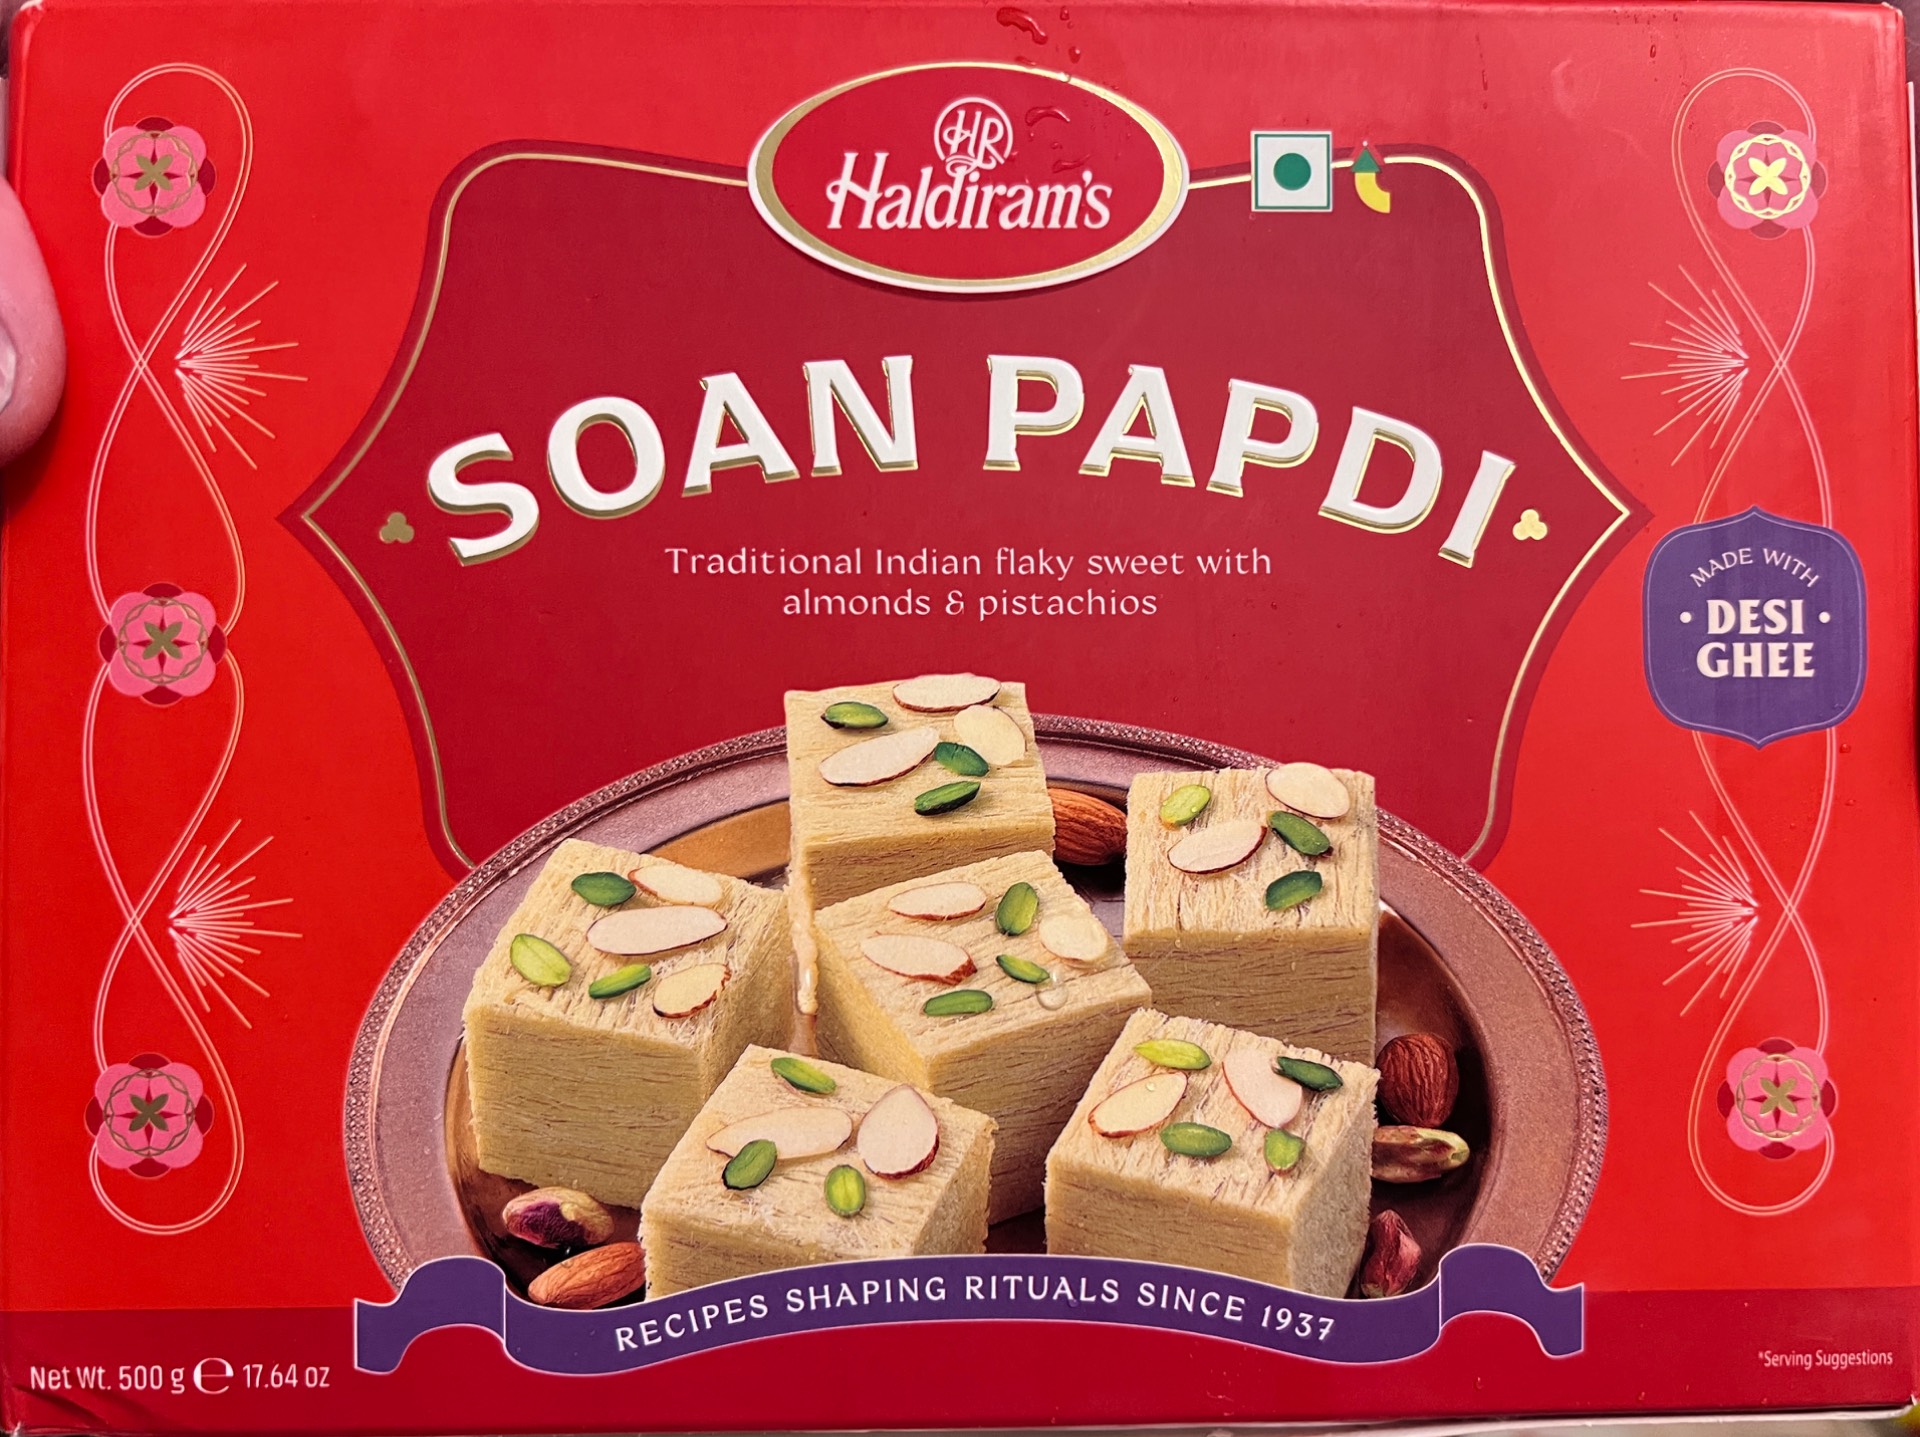 HR
Haldiram's
SOAN PAPDI
Traditional Indian flaky sweet with
almonds & pistachios
MADE WITH
• DESI •
GHEE
RECIPES SHAPING RITUALS SINCE 1937
Net Wt. 500 g ℮ 17.64 oz
*Serving Suggestions